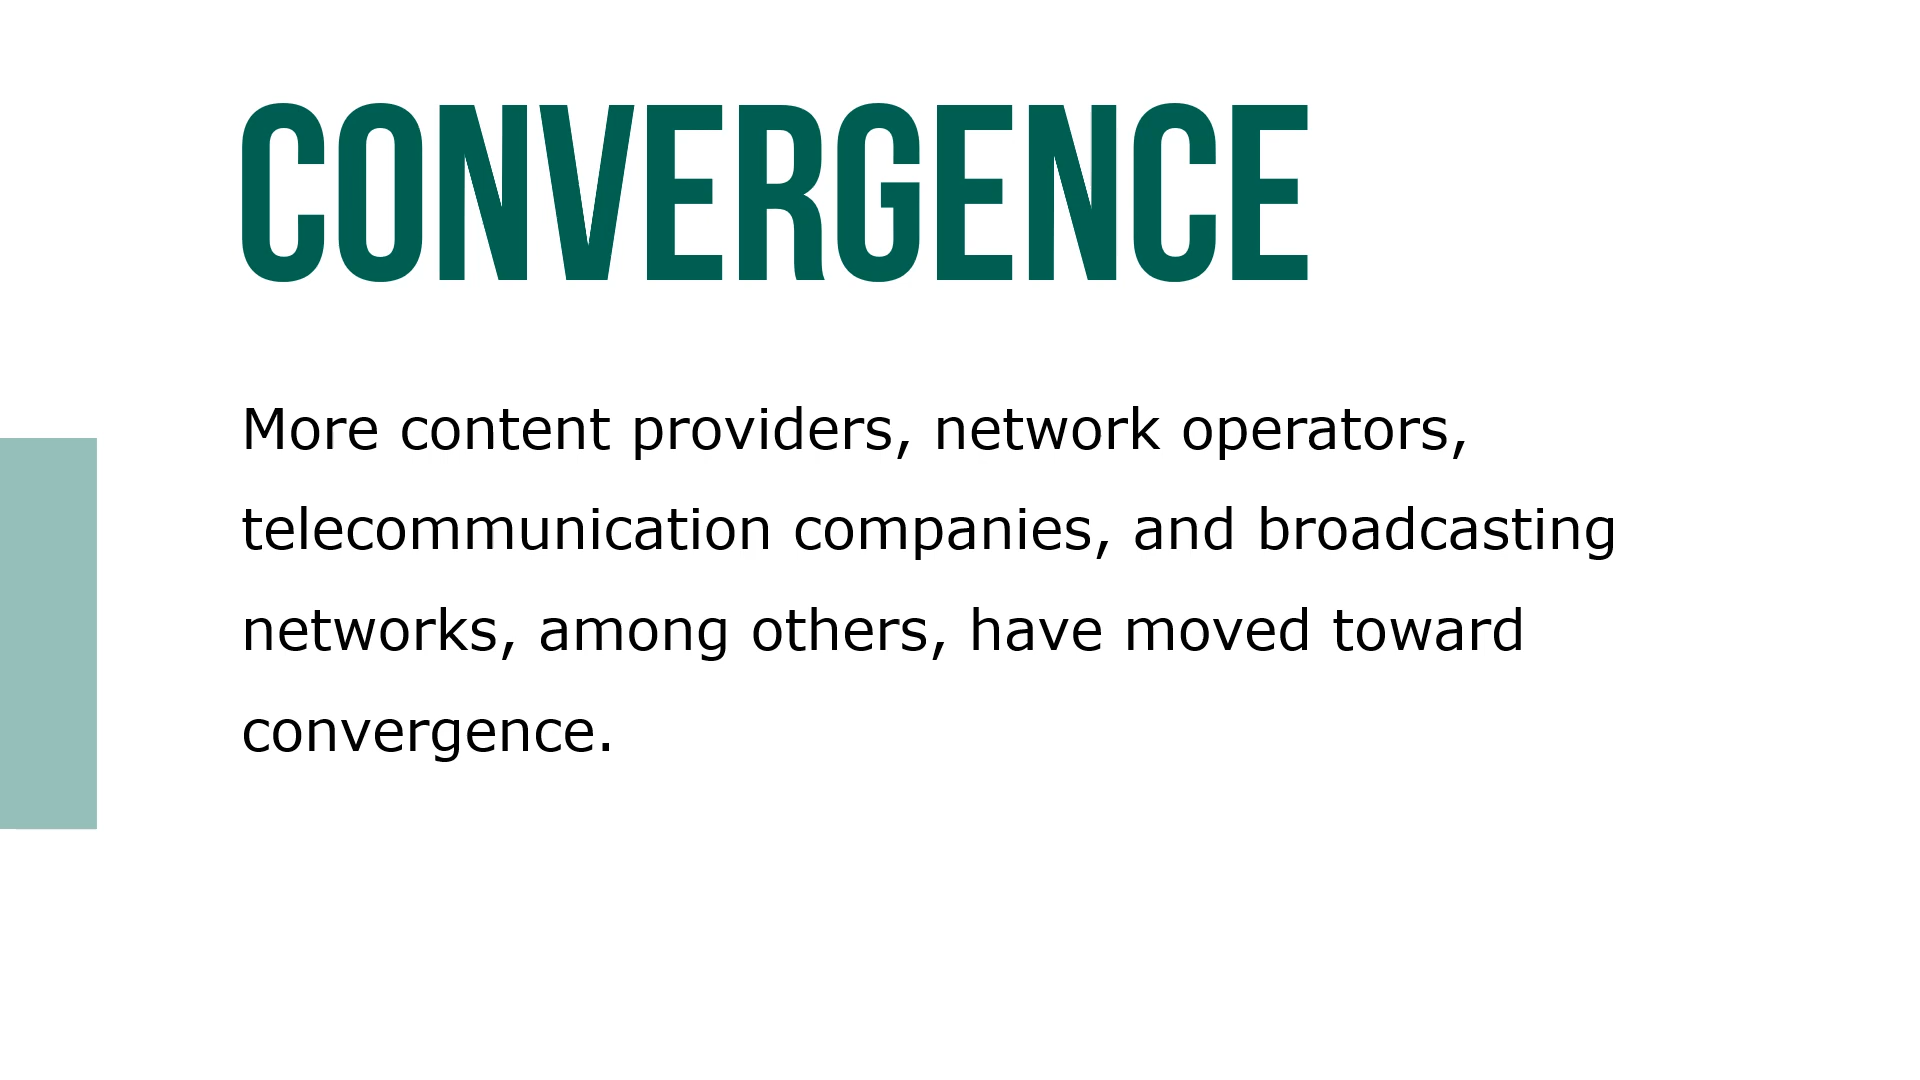 CONVERGENCE
More content providers, network operators,
telecommunication companies, and broadcasting
networks, among others, have moved toward
convergence.